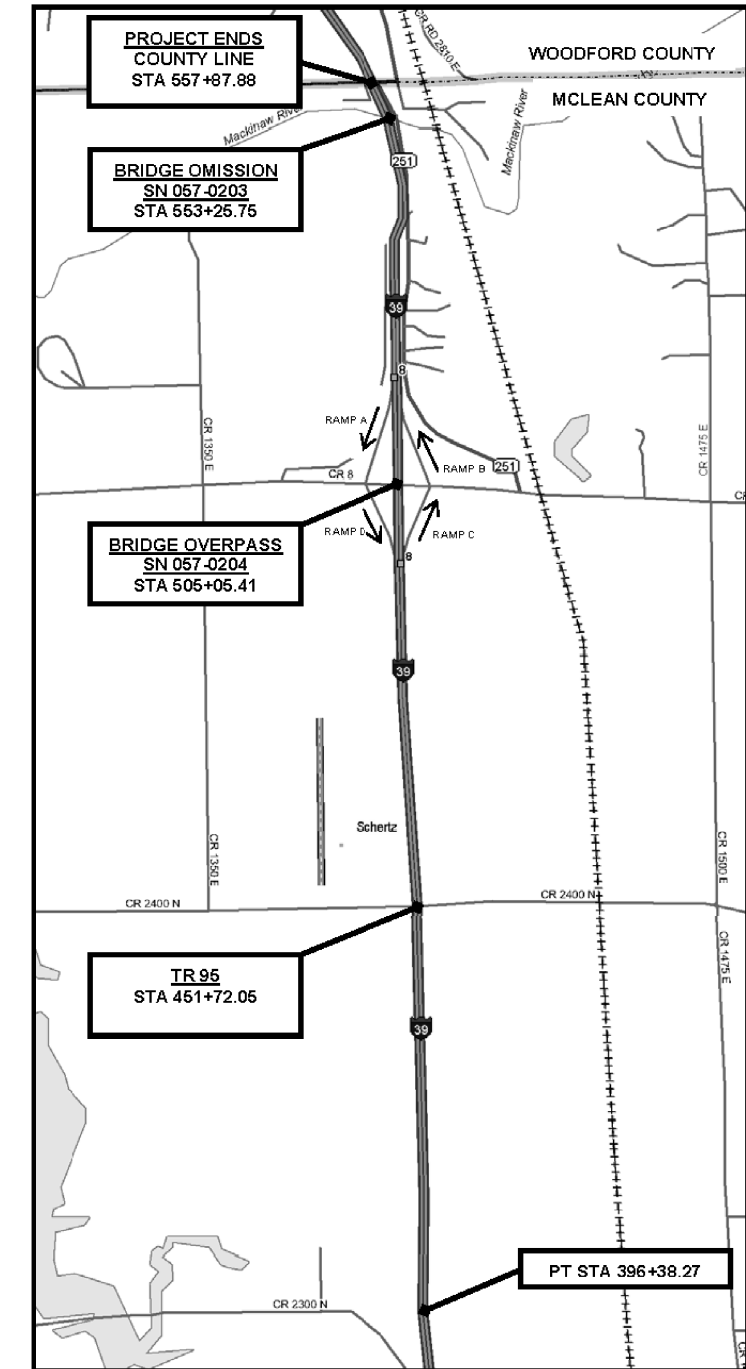 PROJECT ENDS
COUNTY LINE
STA 557+87.88
CR RD 2810 E
WOODFORD COUNTY
MCLEAN COUNTY
Mackinaw River
Mackinaw River
251
BRIDGE OMISSION
SN 057-0203
STA 553+25.75
39
8
RAMP A
RAMP B
251
CR 1350 E
CR 1475 E
CR 8
RAMP D
RAMP C
8
BRIDGE OVERPASS
SN 057-0204
STA 505+05.41
39
Schertz
CR 1350 E
CR 1500 E
CR 2400 N
CR 2400 N
TR 95
STA 451+72.05
CR 1475 E
39
PT STA 396+38.27
CR 2300 N